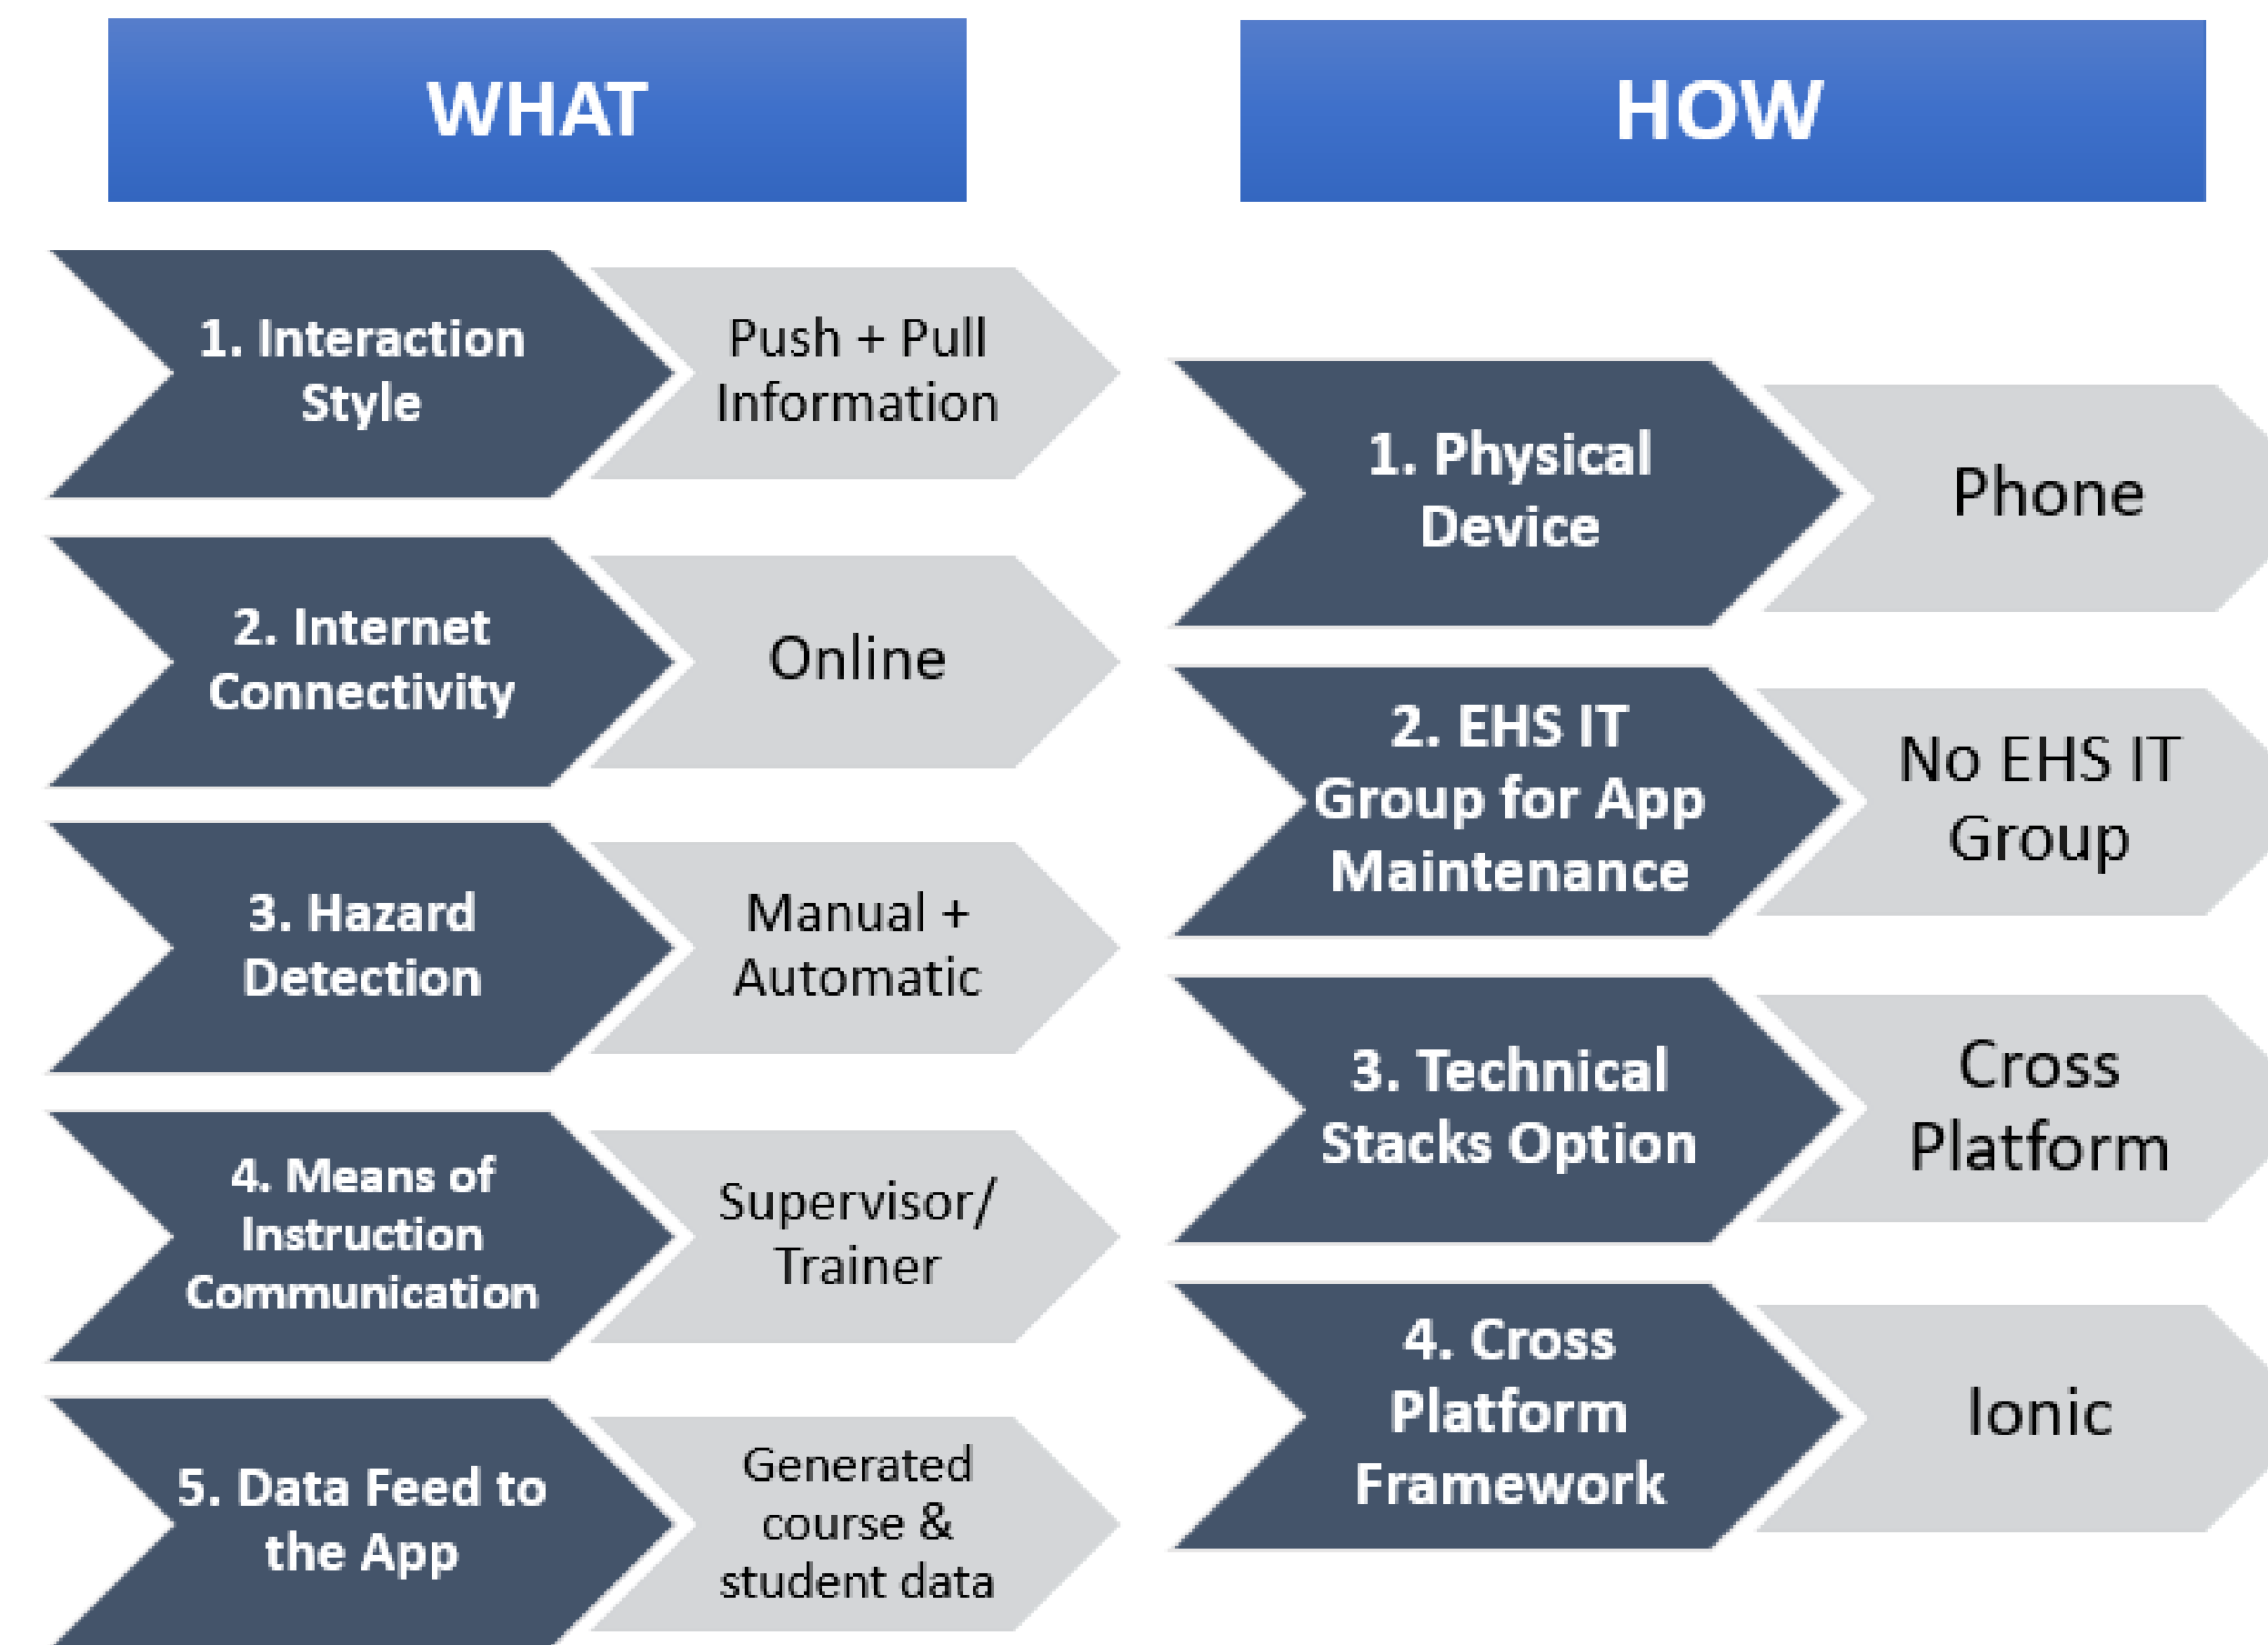 WHAT
1. Interaction
Style
Push + Pull
Information
2. Internet
Connectivity
Online
3. Hazard
Detection
Manual +
Automatic
4. Means of
Instruction
Communication
Supervisor/
Trainer
5. Data Feed to
the App
Generated
course &
student data
HOW
1. Physical
Device
Phone
2. EHS IT
Group for App
Maintenance
No EHS IT
Group
3. Technical
Stacks Option
Cross
Platform
4. Cross
Platform
Framework
Ionic